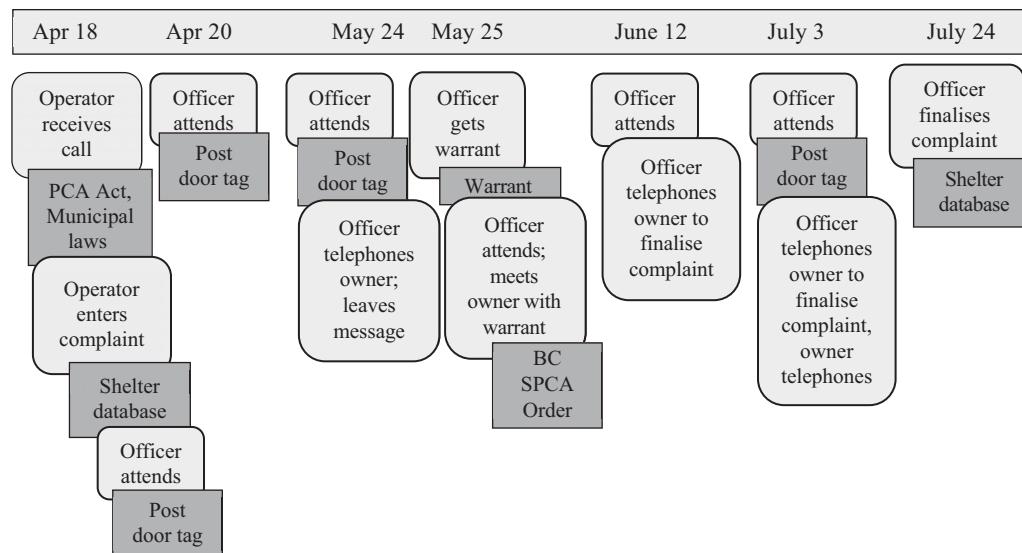 Apr 18 Apr 20 May 24 May 25 June 12 July 3 July 24
Operator
receives
call
PCA Act,
Municipal
laws
Operator
enters
complaint
Shelter
database
Officer
attends
Post
door tag
Officer
attends
Post
door tag
Officer
attends
Post
door tag
Officer
telephones
owner;
leaves
message
Officer
gets
warrant
Warrant
Officer
attends;
meets
owner with
warrant
BC
SPCA
Order
Officer
attends
Officer
telephones
owner to
finalise
complaint
Officer
attends
Post
door tag
Officer
telephones
owner to
finalise
complaint,
owner
telephones
Officer
finalises
complaint
Shelter
database